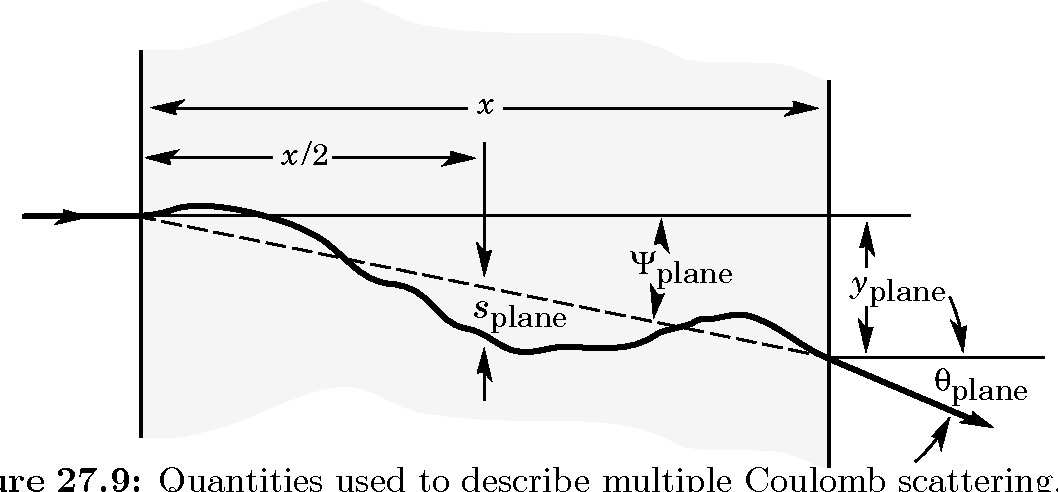 x
x/2
Ψplane
splane
yplane
θplane
ure 27.9: Quantities used to describe multiple Coulomb scattering.